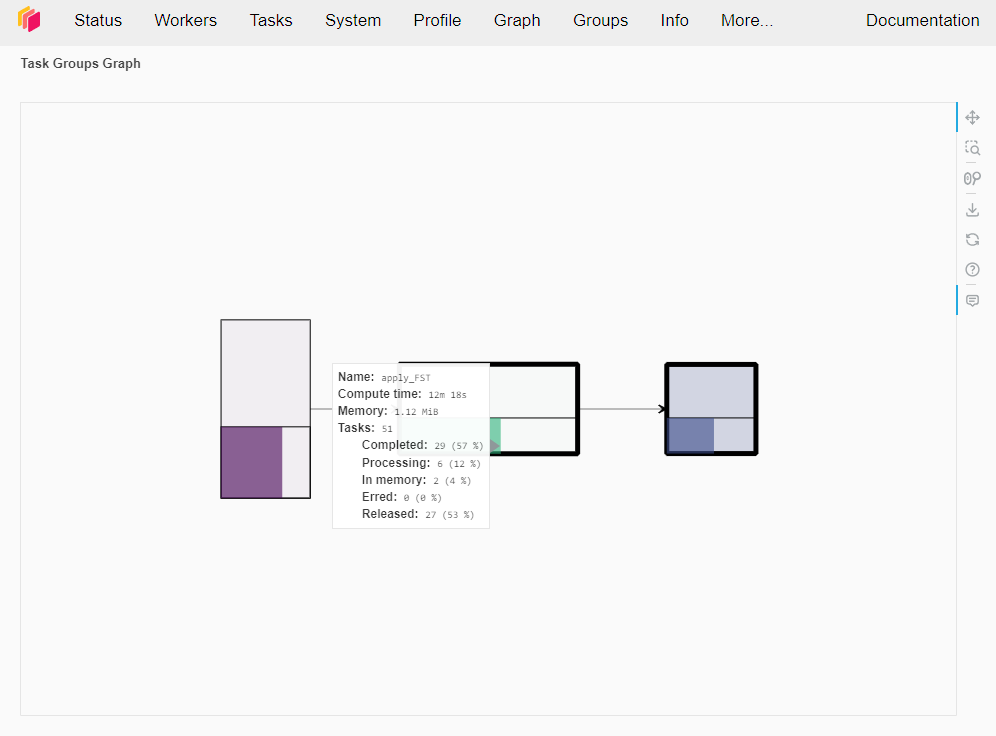 Status Workers Tasks System Profile Graph Groups Info More... Documentation
Task Groups Graph
Name: apply_FST
Compute time: 12m 18s
Memory: 1.12 MiB
Tasks: 51
Completed: 29 (57 %)
Processing: 6 (12 %)
In memory: 2 (4 %)
Erred: 0 (0 %)
Released: 27 (53 %)